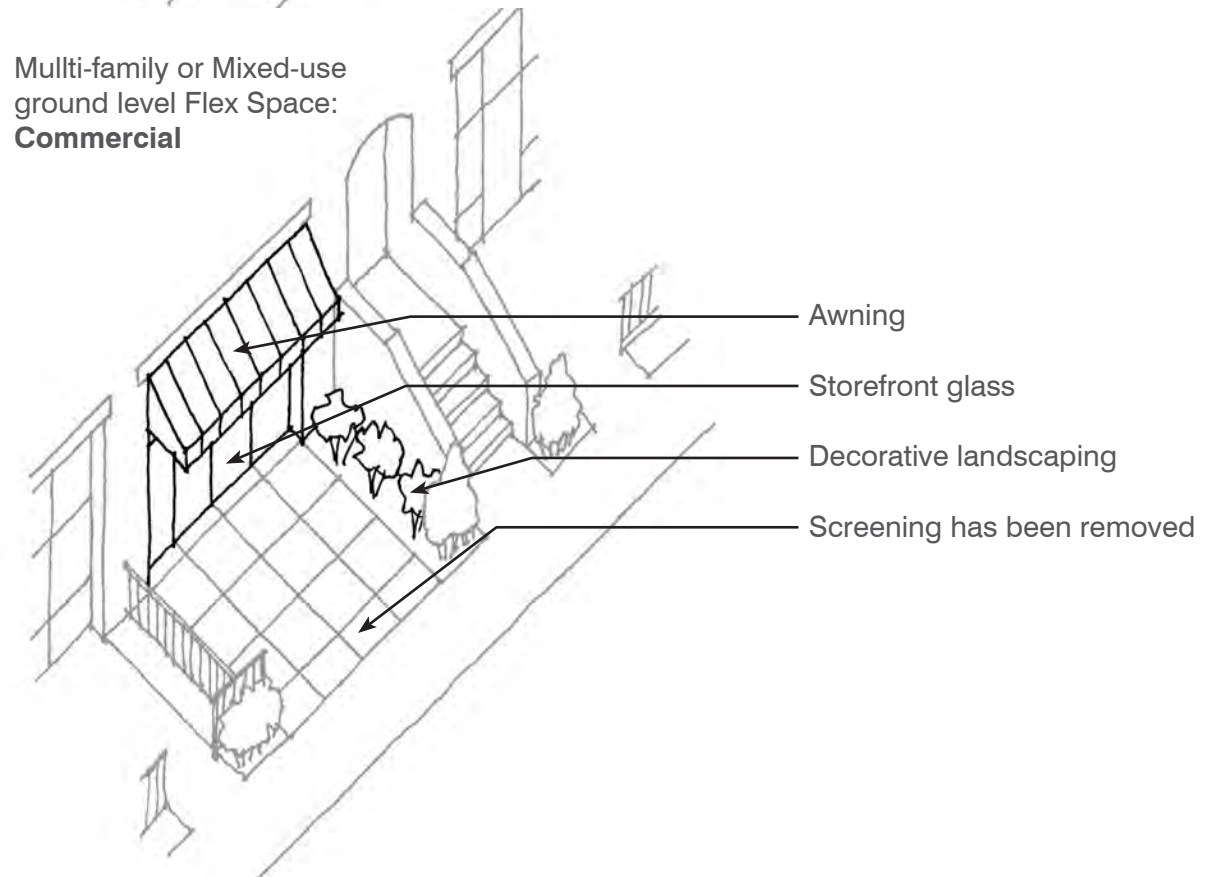 Mullti-family or Mixed-use
ground level Flex Space:
Commercial
Awning
Storefront glass
Decorative landscaping
Screening has been removed